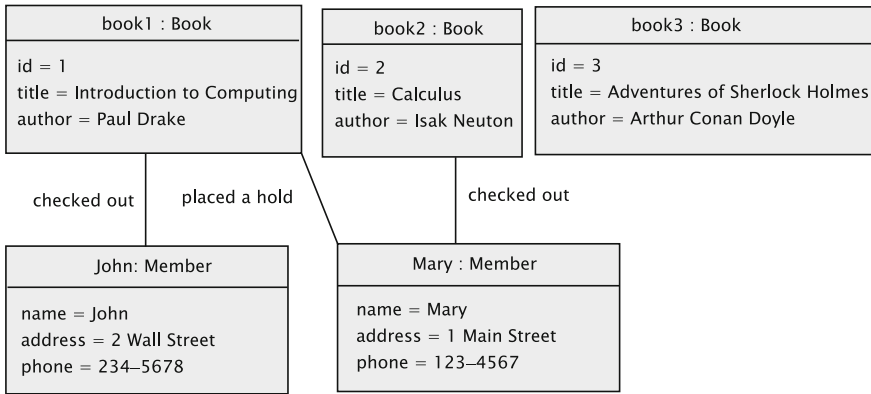 book1 : Book
id = 1
title = Introduction to Computing
author = Paul Drake
book2 : Book
id = 2
title = Calculus
author = Isak Neuton
book3 : Book
id = 3
title = Adventures of Sherlock Holmes
author = Arthur Conan Doyle
checked out
placed a hold
checked out
John: Member
name = John
address = 2 Wall Street
phone = 234–5678
Mary : Member
name = Mary
address = 1 Main Street
phone = 123–4567